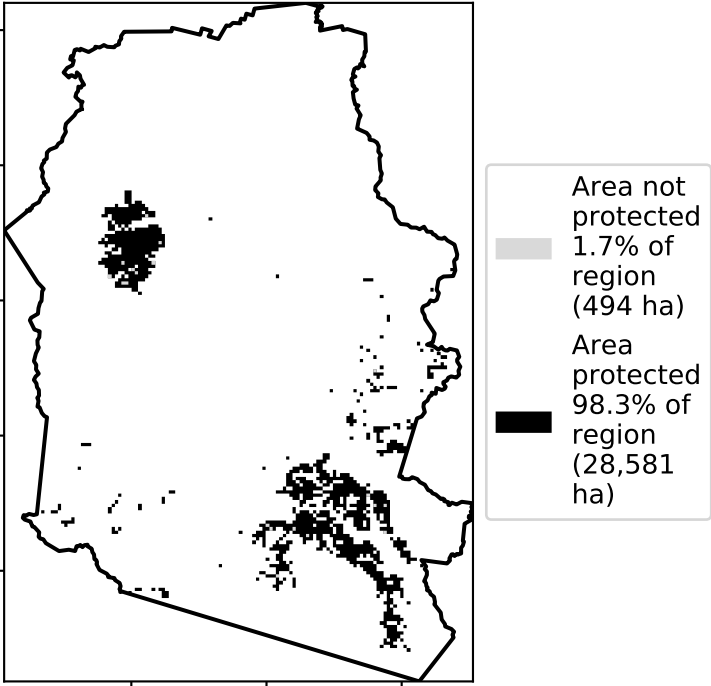 Area not
protected
1.7% of
region
(494 ha)
Area
protected
98.3% of
region
(28,581
ha)